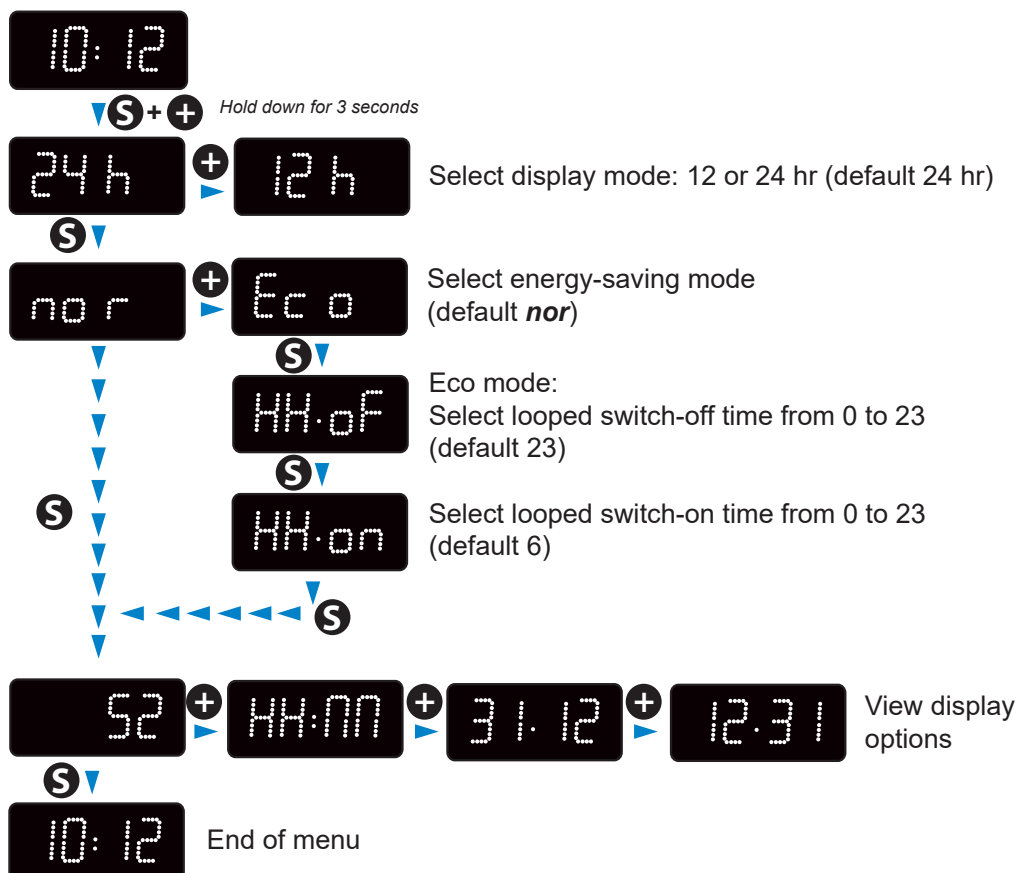 10:12
S + + Hold down for 3 seconds
24 h + 12 h Select display mode: 12 or 24 hr (default 24 hr)
S
nor + Eco Select energy-saving mode
(default nor)
S
HH.oF Eco mode:
Select looped switch-off time from 0 to 23
(default 23)
S
S
HH.on Select looped switch-on time from 0 to 23
(default 6)
S
52 + HH:MM + 31.12 + 12.31 View display
options
S
10:12 End of menu